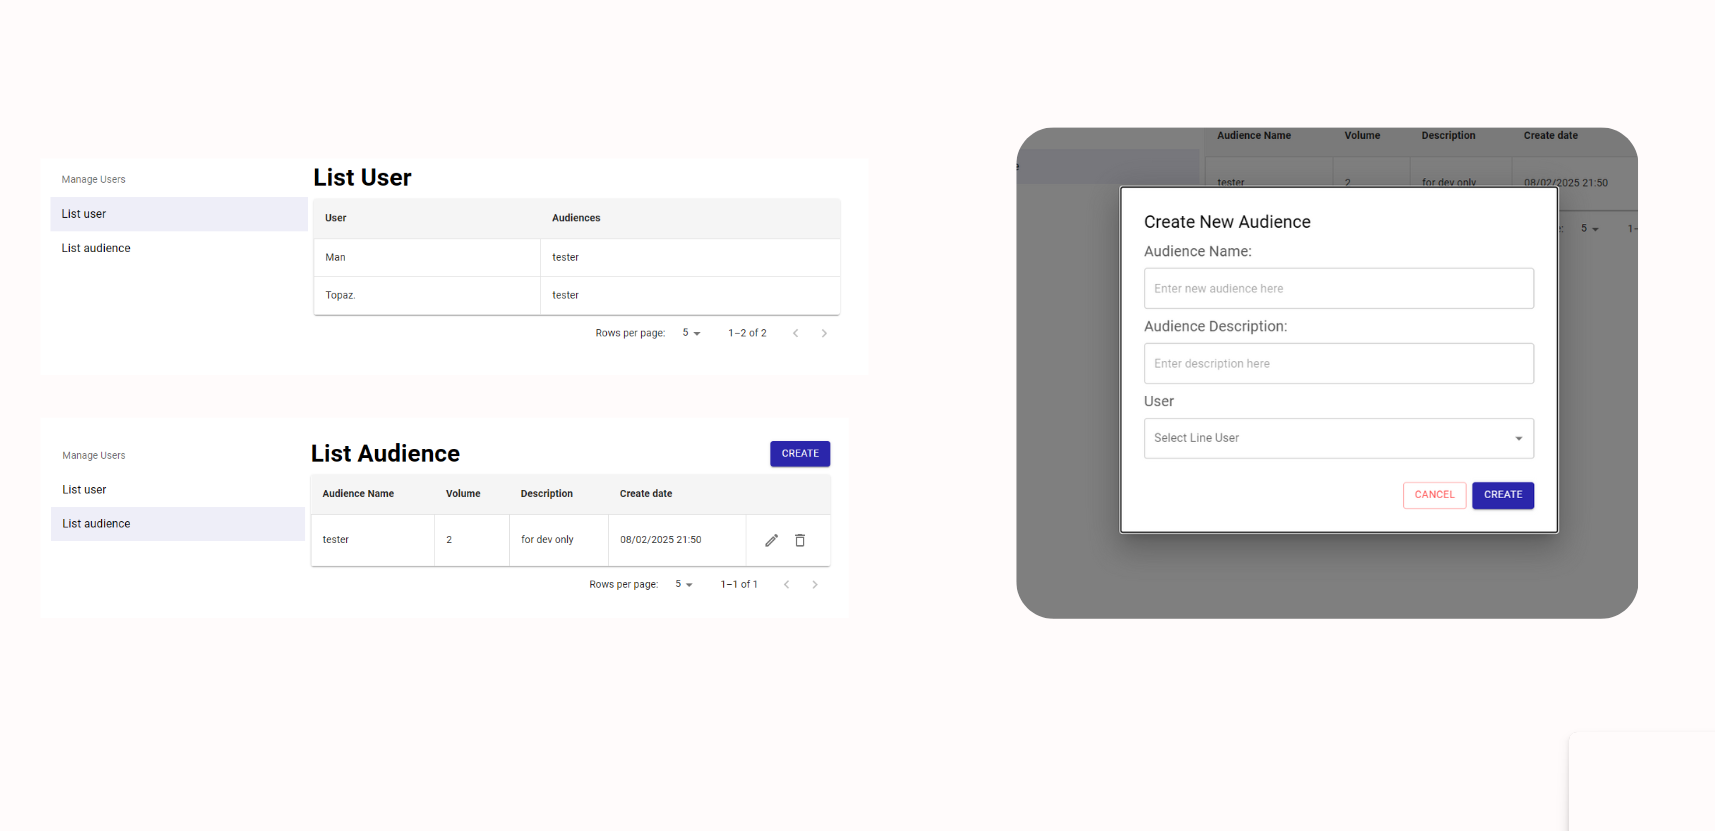 Manage Users
List user
List audience
List User
User Audiences
Man tester
Topaz. tester
Rows per page: 5 1–2 of 2
Manage Users
List user
List audience
List Audience
CREATE
Audience Name Volume Description Create date
tester 2 for dev only 08/02/2025 21:50
Rows per page: 5 1–1 of 1
Audience Name Volume Description Create date
tester 2 for dev only 08/02/2025 21:50
5 1–
Create New Audience
Audience Name:
Enter new audience here
Audience Description:
Enter description here
User
Select Line User
CANCEL CREATE